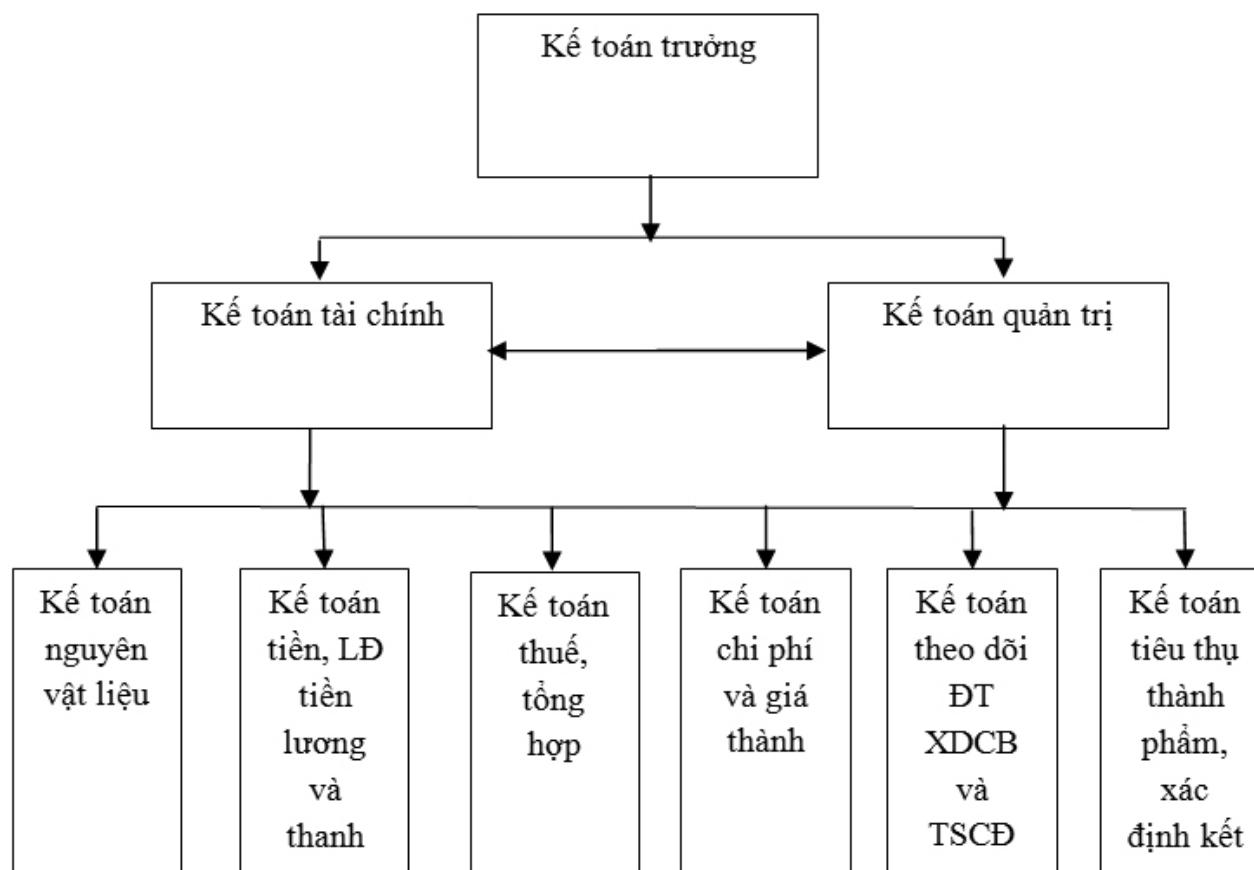 Kế toán trưởng
Kế toán tài chính
Kế toán quản trị
Kế toán
nguyên
vật liệu
Kế toán
tiền, LĐ
tiền
lương
và
thanh
Kế toán
thuế,
tổng
hợp
Kế toán
chi phí
và giá
thành
Kế toán
theo dõi
ĐT
XDCB
và
TSCĐ
Kế toán
tiêu thụ
thành
phẩm,
xác
định kết